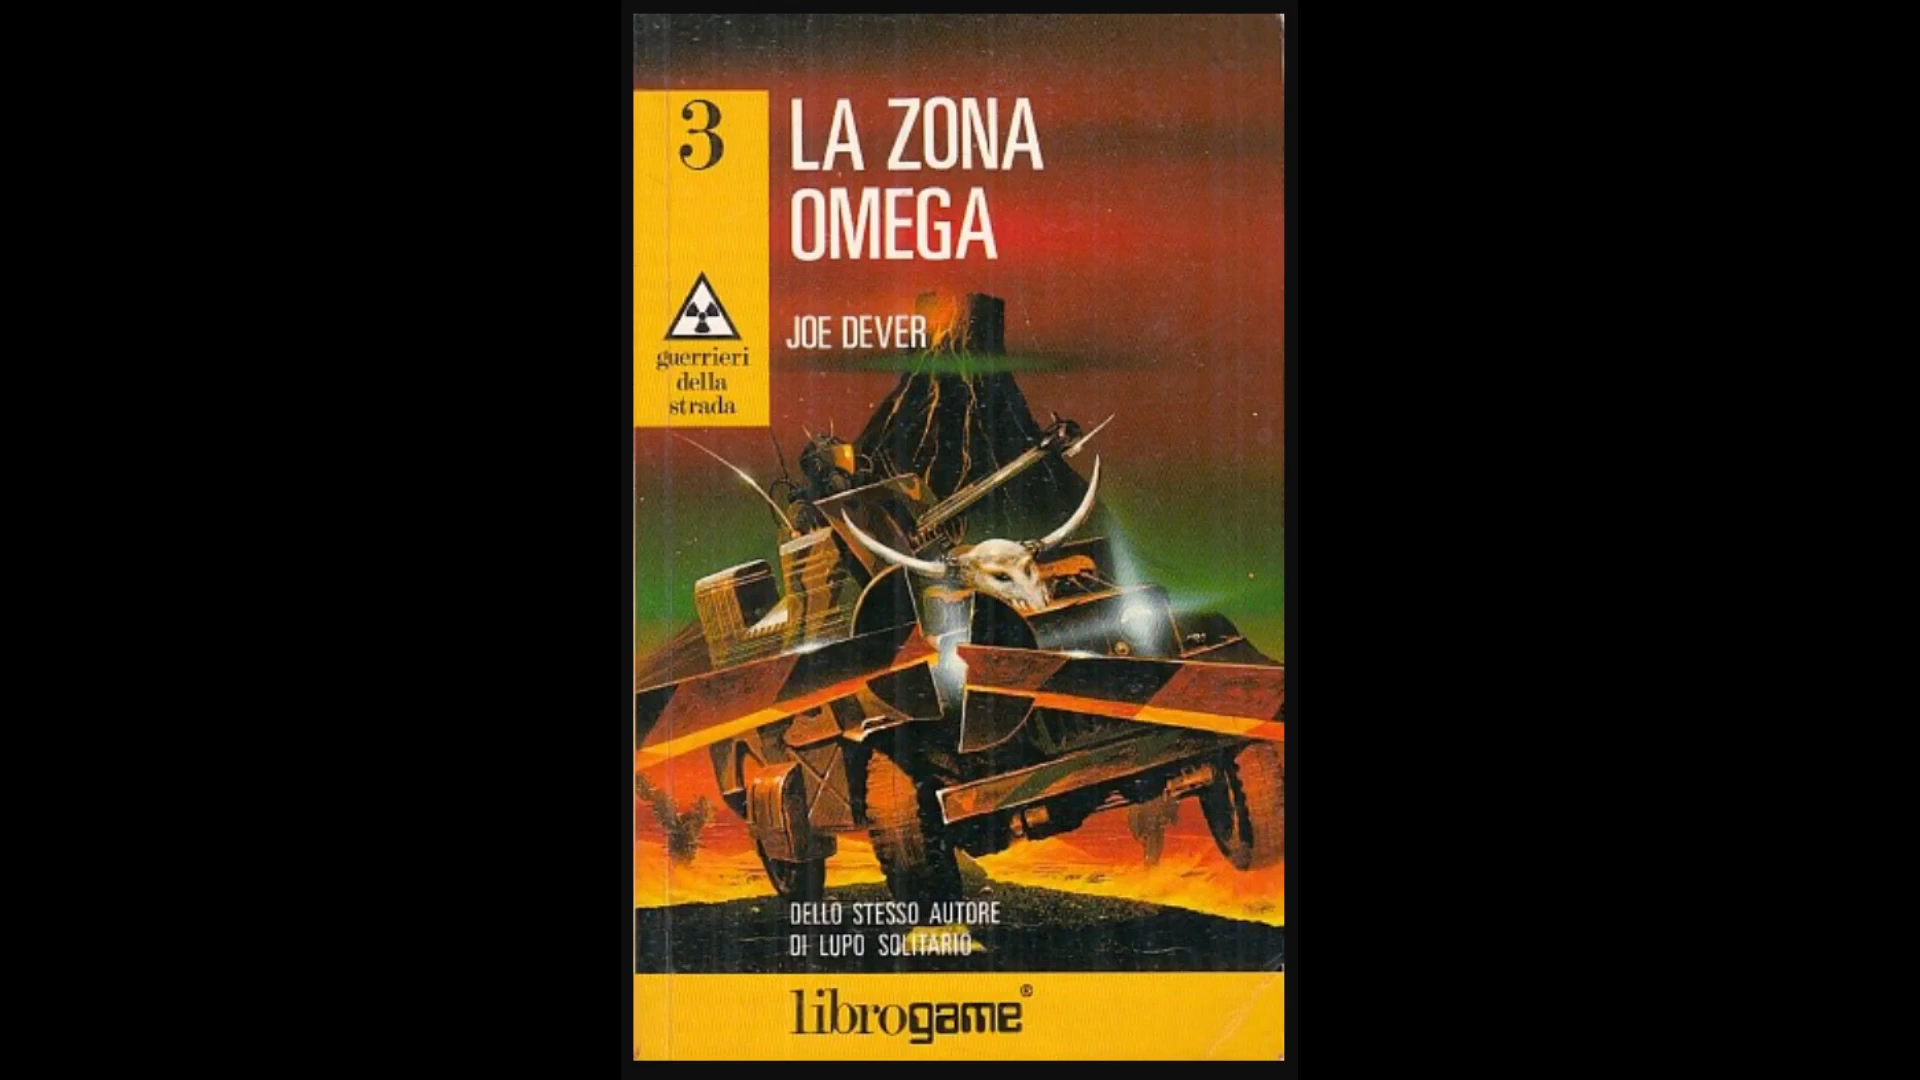 3
LA ZONA
OMEGA
JOE DEVER
guerrieri
della
strada
DELLO STESSO AUTORE
DI LUPO SOLITARIO
librogame®